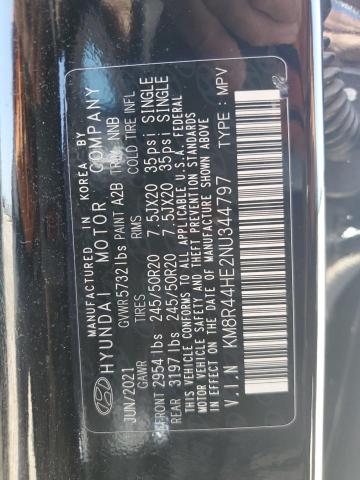 MANUFACTURED IN KOREA BY
HYUNDAI MOTOR COMPANY
GVWR 5732 lbs PAINT A2B TRIM NNB
JUN/2021 GAWR TIRES RIMS COLD TIRE INFL
FRONT 2954 lbs 245/50R20 7.5JX20 35psi SINGLE
REAR 3197 lbs 245/50R20 7.5JX20 35psi SINGLE
THIS VEHICLE CONFORMS TO ALL APPLICABLE U.S.A. FEDERAL
MOTOR VEHICLE SAFETY AND THEFT PREVENTION STANDARDS
IN EFFECT ON THE DATE OF MANUFACTURE SHOWN ABOVE
V.I.N KM8R44HE2NU344797 TYPE : MPV